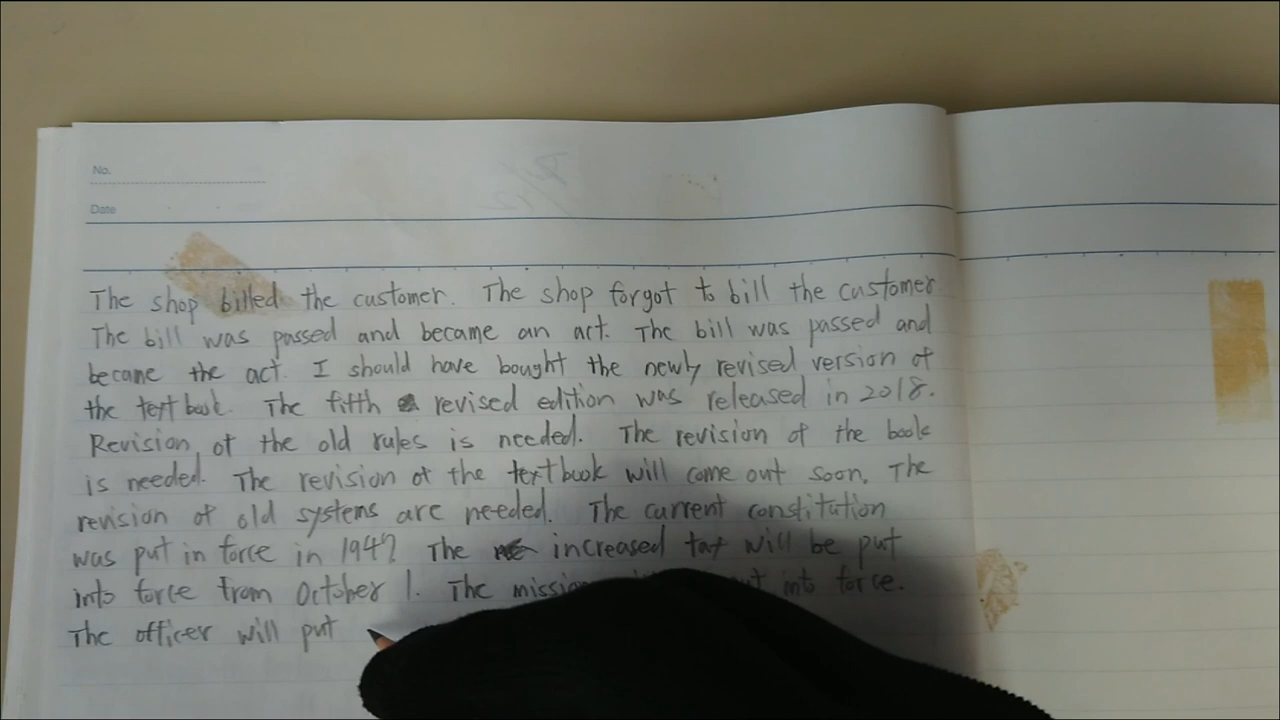 No.
Date
The shop billed the customer. The shop forgot to bill the customer
The bill was passed and became an act. The bill was passed and
became the act. I should have bought the newly revised version of
the textbook. The fifth revised edition was released in 2018.
Revision of the old rules is needed. The revision of the book
is needed. The revision of the textbook will come out soon. The
revision of old systems are needed. The current constitution
was put in force in 1947. The increased tax will be put
into force from October 1. The mission into force.
The officer will put